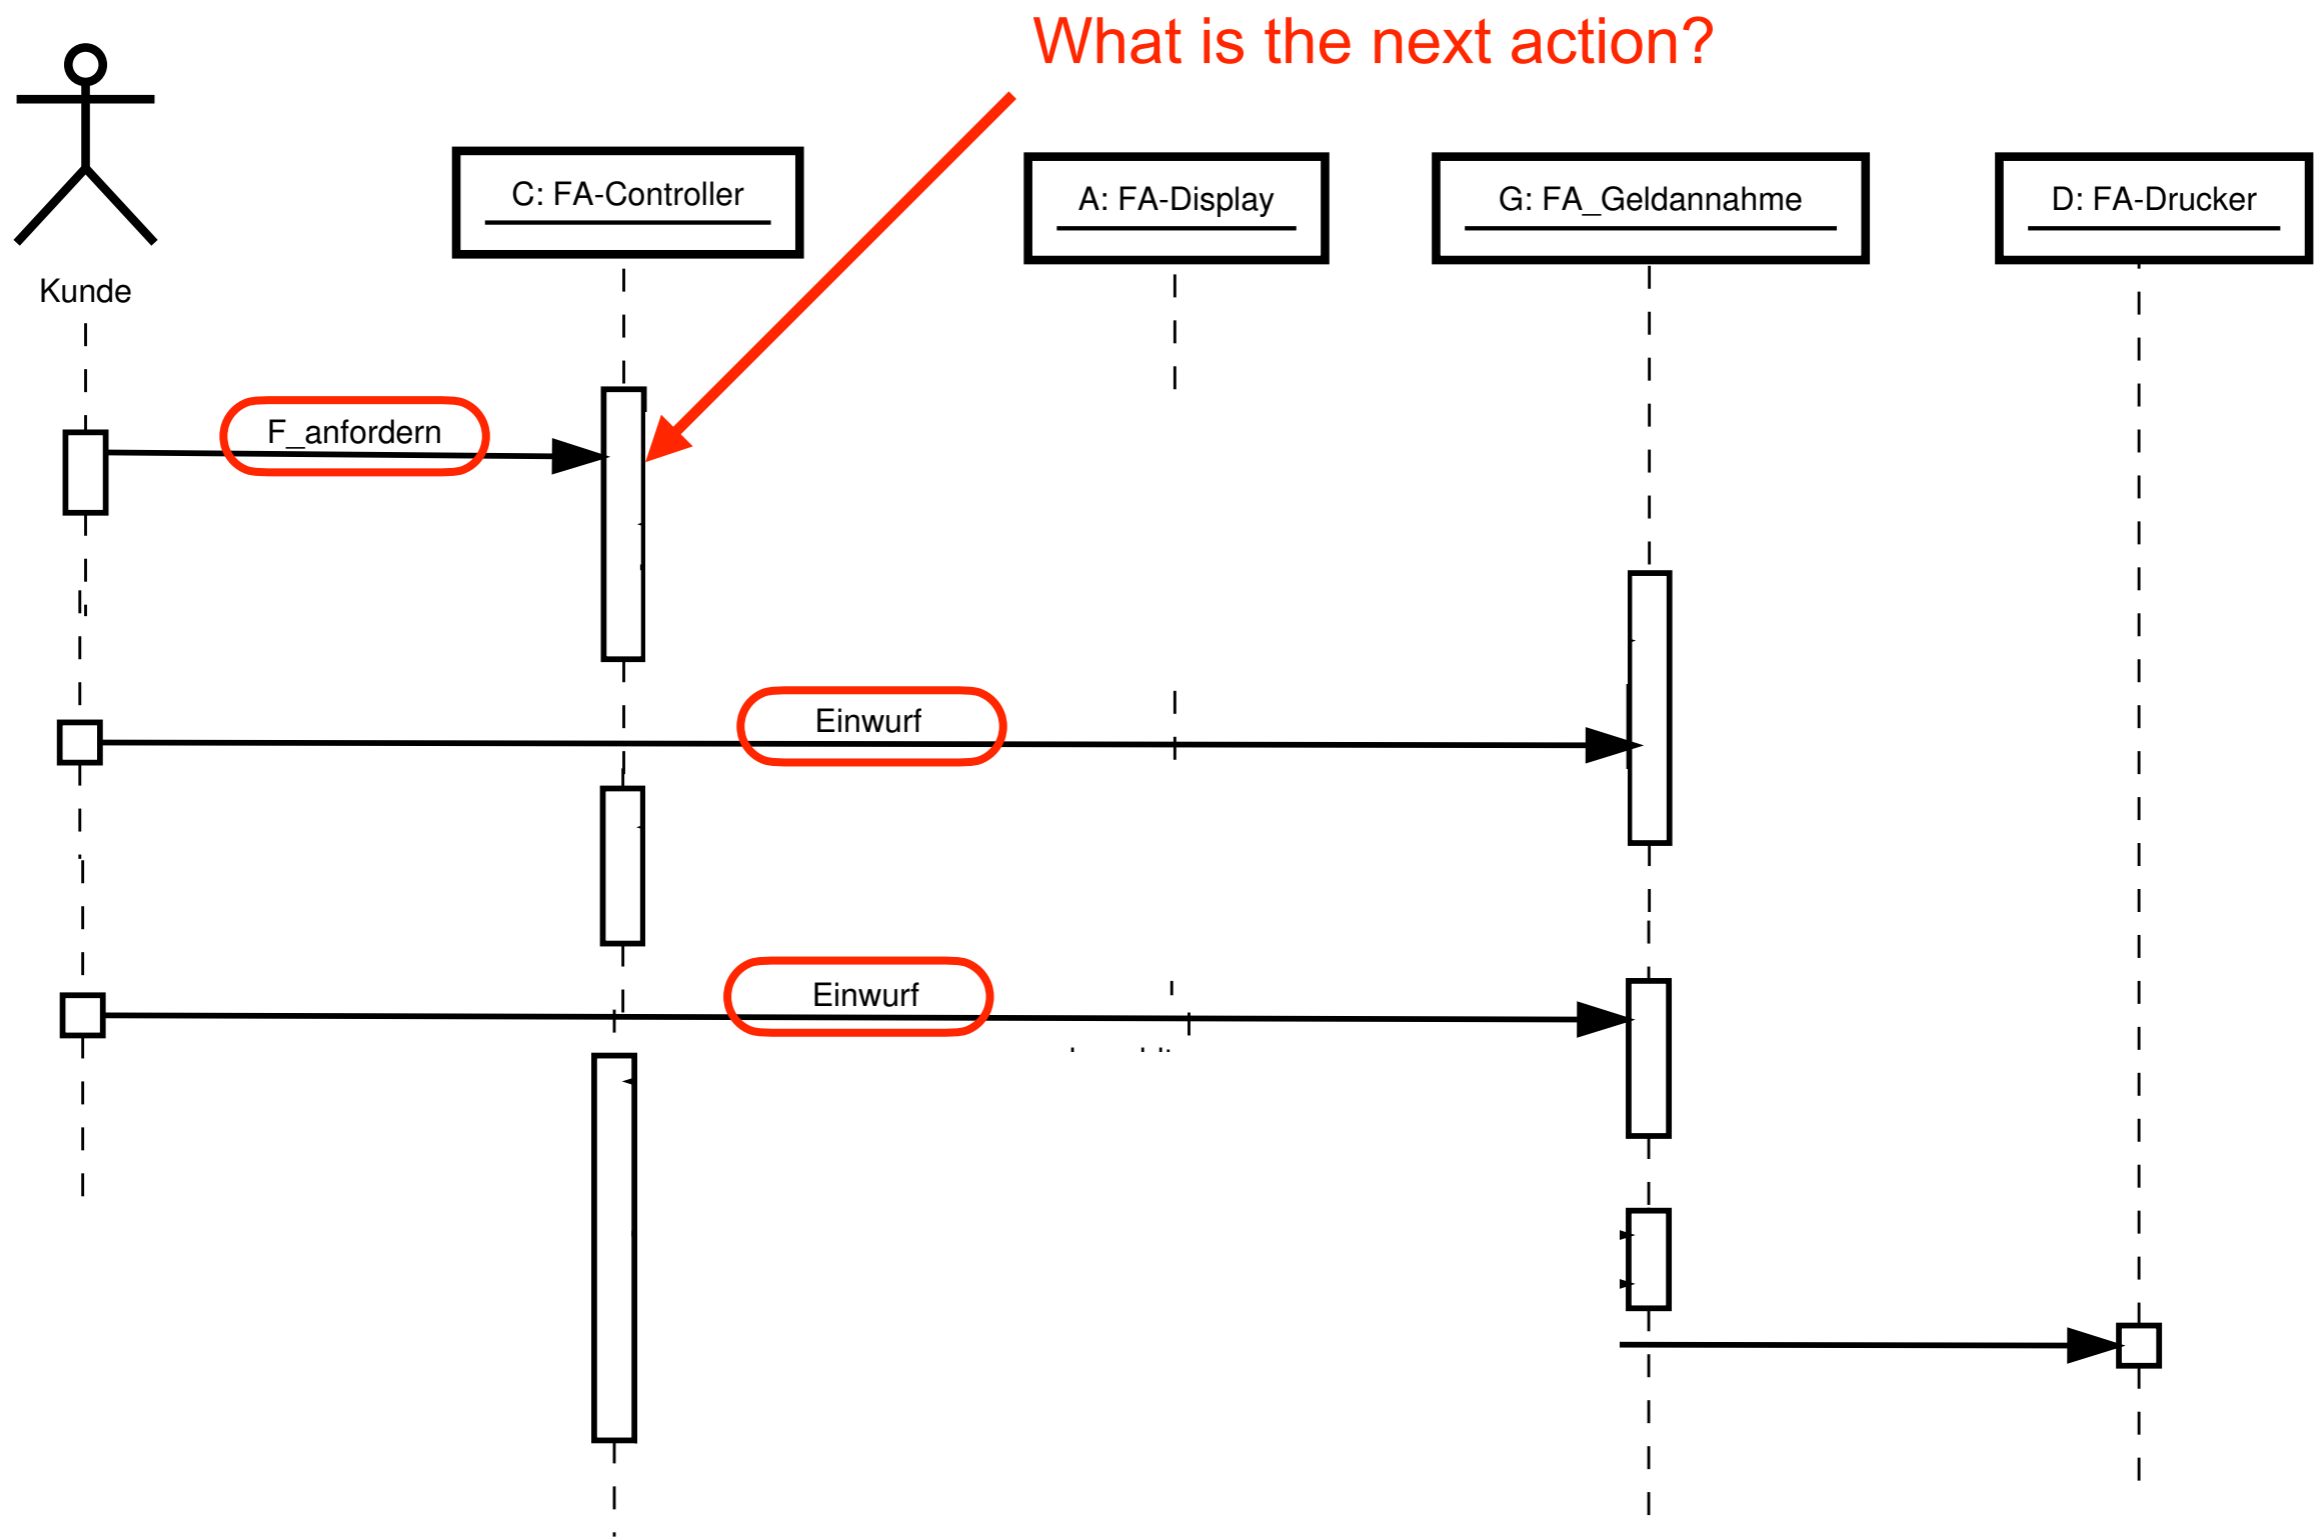 What is the next action?
C: FA-Controller
A: FA-Display
G: FA_Geldannahme
D: FA-Drucker
Kunde
F_anfordern
Einwurf
Einwurf